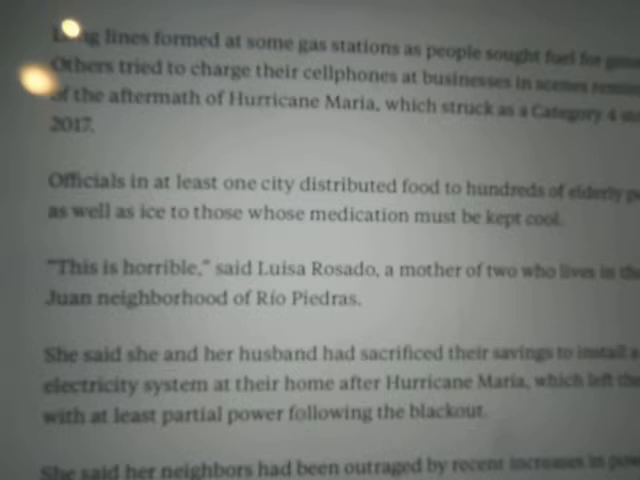 lines formed at some gas stations as people sought fuel for
Others tried to charge their cellphones at businesses in scenes
of the aftermath of Hurricane Maria, which struck as a Category 4
2017.
Officials in at least one city distributed food to hundreds of elderly
as well as ice to those whose medication must be kept cool.
"This is horrible," said Luisa Rosado, a mother of two who lives in the
Juan neighborhood of Río Piedras.
She said she and her husband had sacrificed their savings to install
electricity system at their home after Hurricane Maria, which left
with at least partial power following the blackout.
She said her neighbors had been outraged by recent increases in